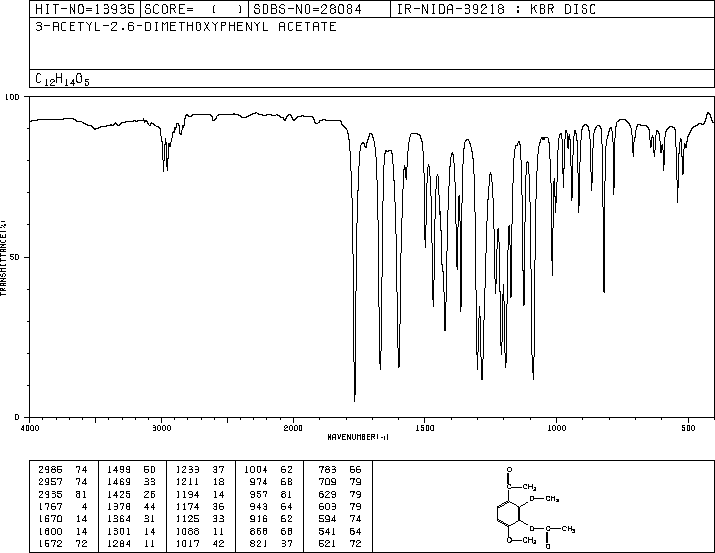 HIT-NO=13935 SCORE= ( ) SDBS-NO=28084 IR-NIDA-39218 : KBR DISC
3-ACETYL-2,6-DIMETHOXYPHENYL ACETATE
C12H14O5
100
50
0
TRANSMITTANCE(%)
4000 3000 2000 1500 1000 500
WAVENUMBER(-1)
2986 74 1499 50 1233 37 1004 62 783 66
2957 74 1469 33 1211 18 974 68 709 79
2935 81 1425 26 1194 14 957 81 629 79
1767 4 1378 44 1174 36 943 64 603 79
1670 14 1364 31 1125 33 916 62 594 74
1600 14 1301 14 1088 11 868 68 541 64
1572 72 1284 11 1017 42 821 37 521 72
O
C CH3
O CH3
O C CH3
O CH3 O